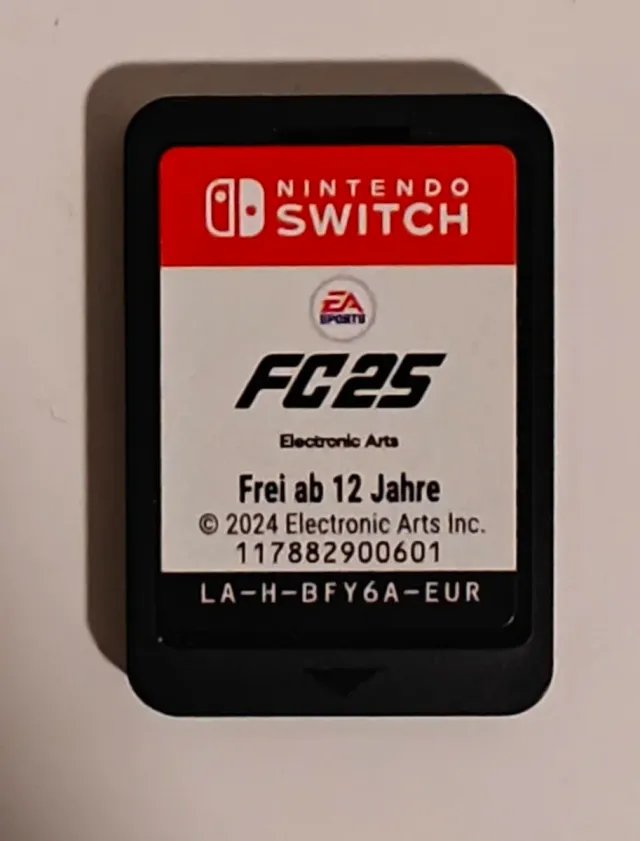 NINTENDO
SWITCH
EA
SPORTS
FC25
Electronic Arts
Frei ab 12 Jahre
© 2024 Electronic Arts Inc.
117882900601
LA-H-BFY6A-EUR